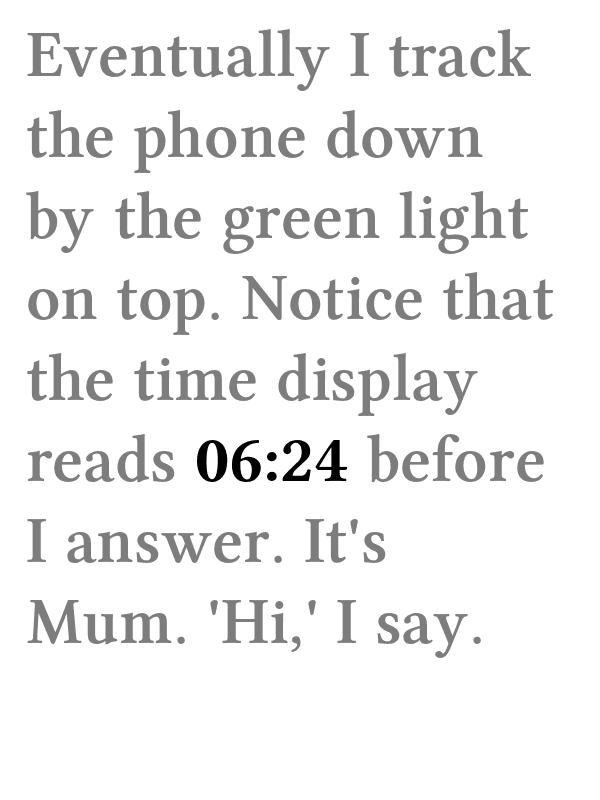 Eventually I track
the phone down
by the green light
on top. Notice that
the time display
reads 06:24 before
I answer. It's
Mum. 'Hi,' I say.